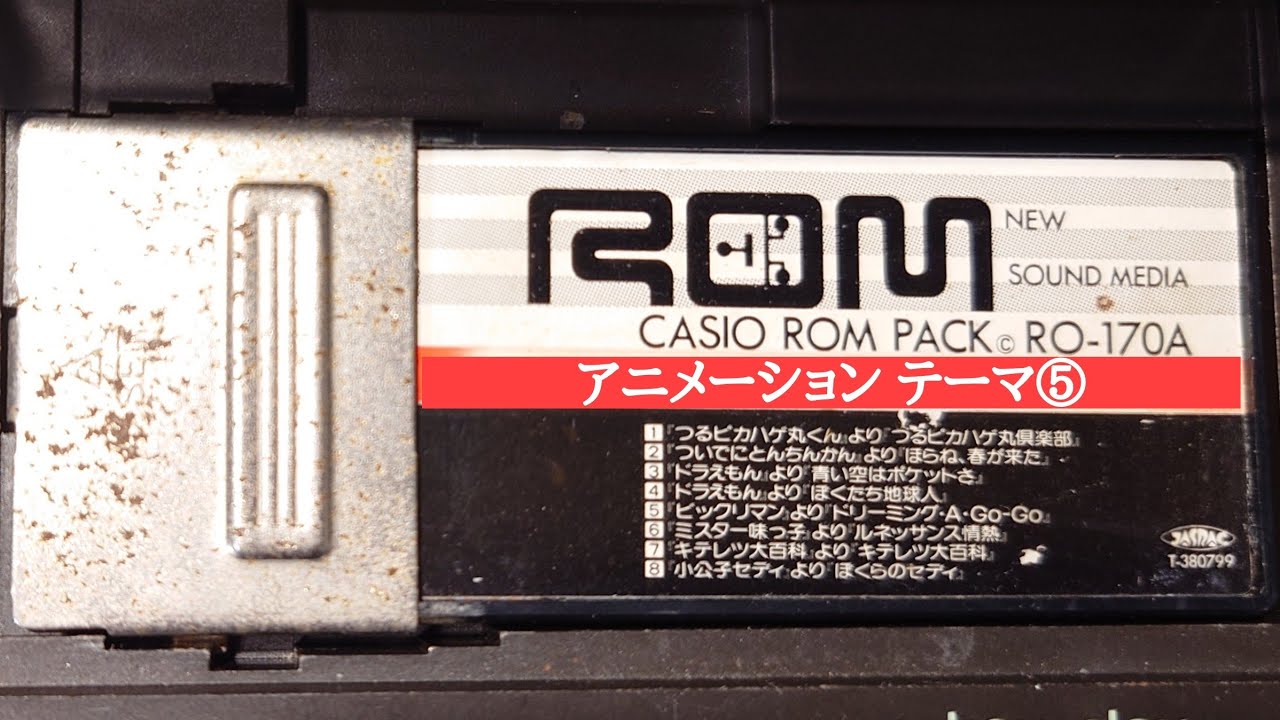 ROM
NEW
SOUND MEDIA
CASIO ROM PACK © RO-170A
アニメーション テーマ⑤
1 『つるピカハゲ丸くん』より『つるピカハゲ丸倶楽部』
2 『ついでにとんちんかん』より『ほらね、春が来た』
3 『ドラえもん』より『青い空はポケットさ』
4 『ドラえもん』より『ぼくたち地球人』
5 『ビックリマン』より『ドリーミング・A・Go-Go』
6 『ミスター味っ子』より『ルネッサンス情熱』
7 『キテレツ大百科』より『キテレツ大百科』
8 『小公子セディ』より『ぼくらのセディ』
JASRAC
T-380799